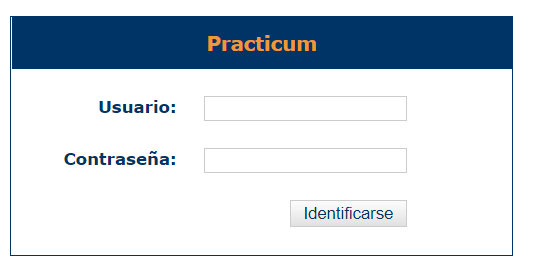 Practicum
Usuario:
Contraseña:
Identificarse